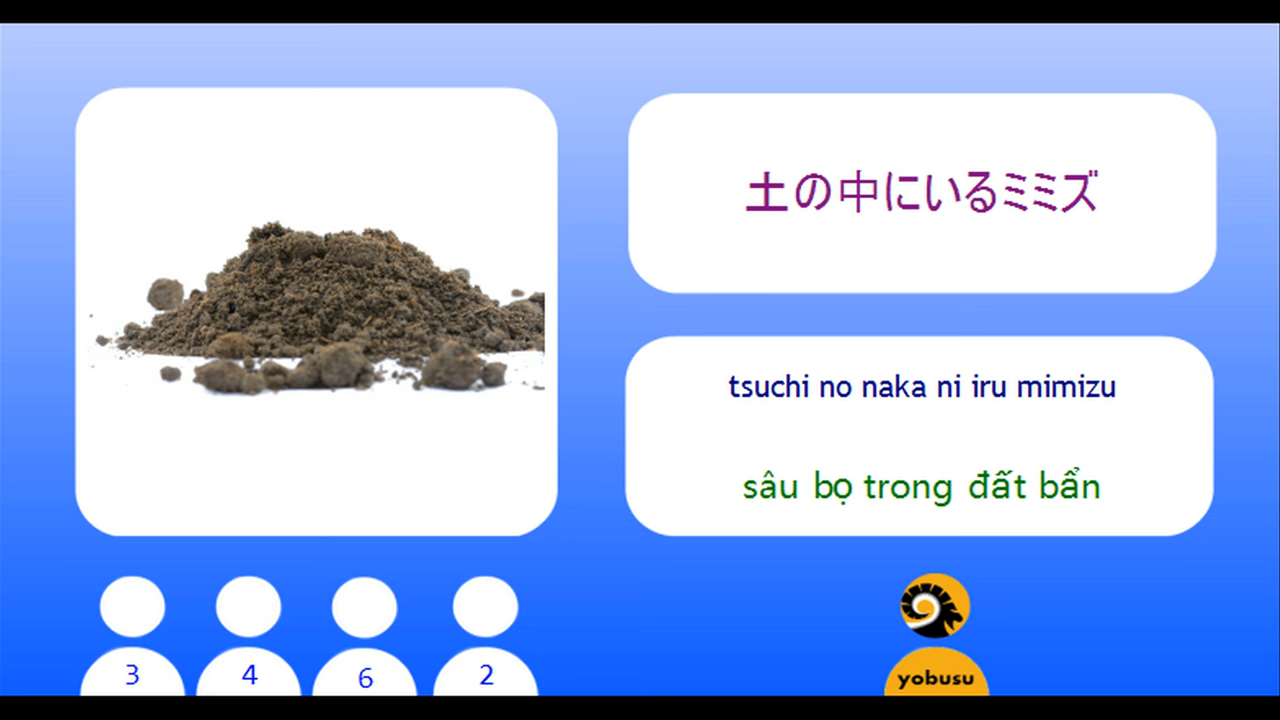 土の中にいるミミズ
tsuchi no naka ni iru mimizu
sâu bọ trong đất bẩn
3 4 6 2
yobusu